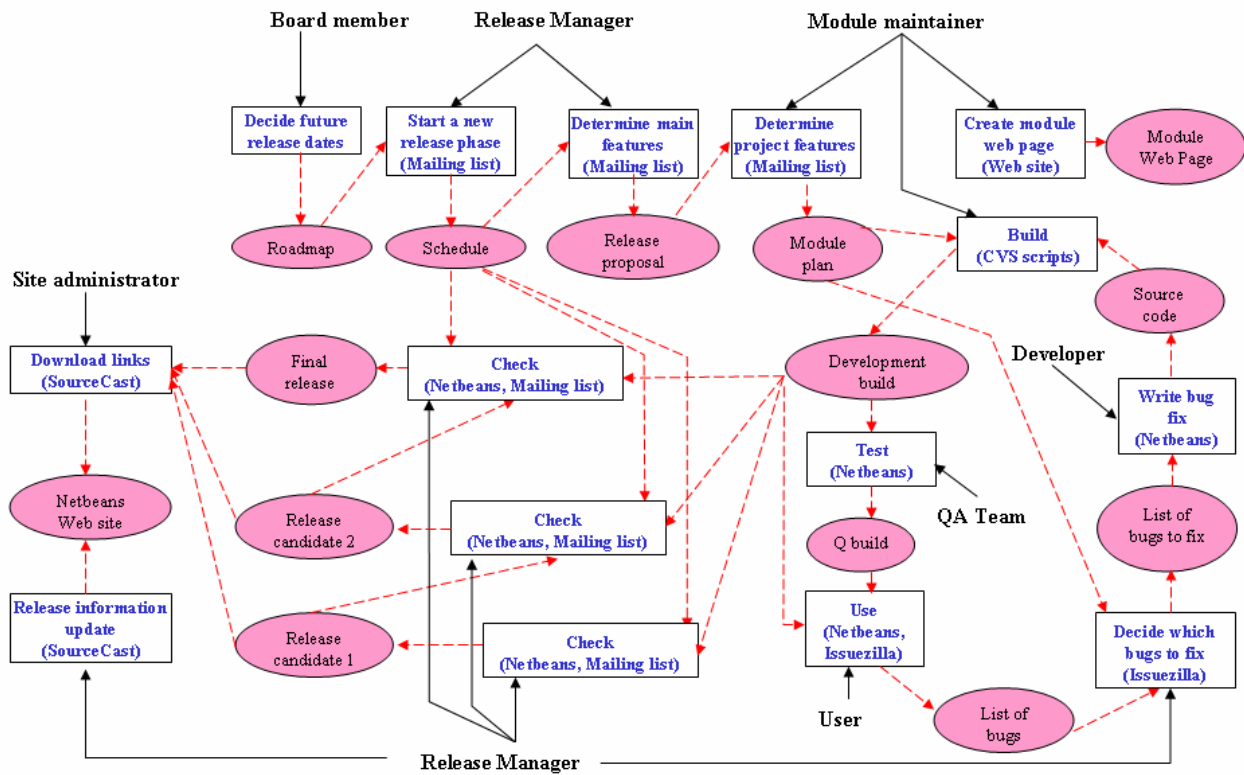 Board member
Release Manager
Module maintainer
Decide future
release dates
Start a new
release phase
(Mailing list)
Determine main
features
(Mailing list)
Determine
project features
(Mailing list)
Create module
web page
(Web site)
Module
Web Page
Roadmap
Schedule
Release
proposal
Module
plan
Build
(CVS scripts)
Site administrator
Source
code
Download links
(SourceCast)
Final
release
Check
(Netbeans, Mailing list)
Development
build
Developer
Write bug
fix
(Netbeans)
Test
(Netbeans)
Netbeans
Web site
Release
candidate 2
Check
(Netbeans, Mailing list)
QA Team
List of
bugs to fix
Q build
Release information
update
(SourceCast)
Release
candidate 1
Check
(Netbeans, Mailing list)
Use
(Netbeans,
Issuezilla)
Decide which
bugs to fix
(Issuezilla)
User
List of
bugs
Release Manager